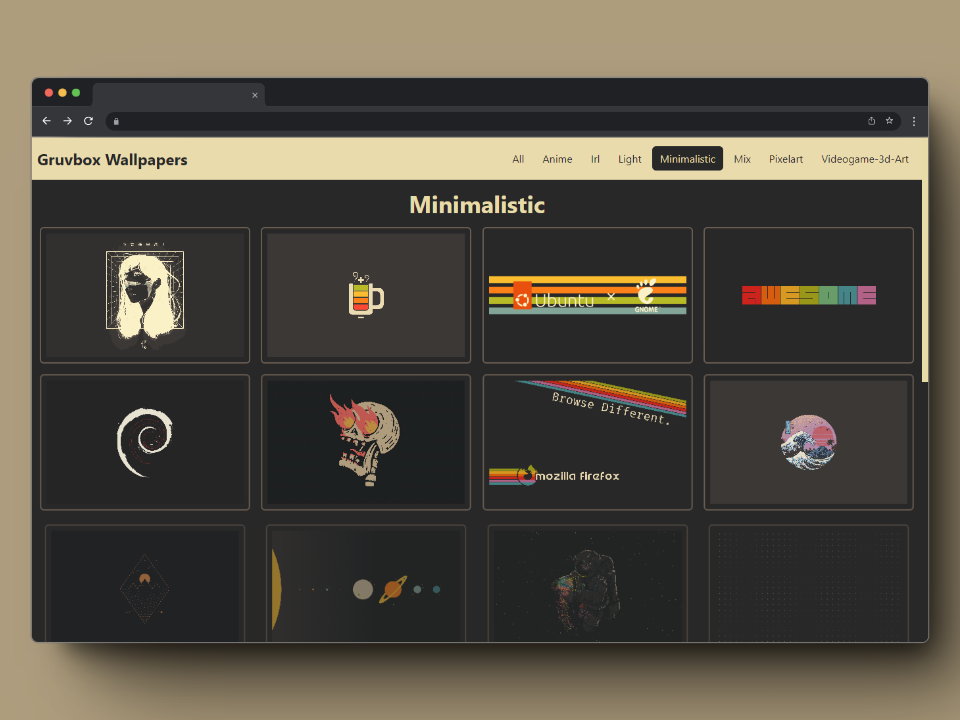 Gruvbox Wallpapers
All Anime Irl Light Minimalistic Mix Pixelart Videogame-3d-Art
Minimalistic
Ubuntu × GNOME
awesome
Browse Different.
mozilla firefox